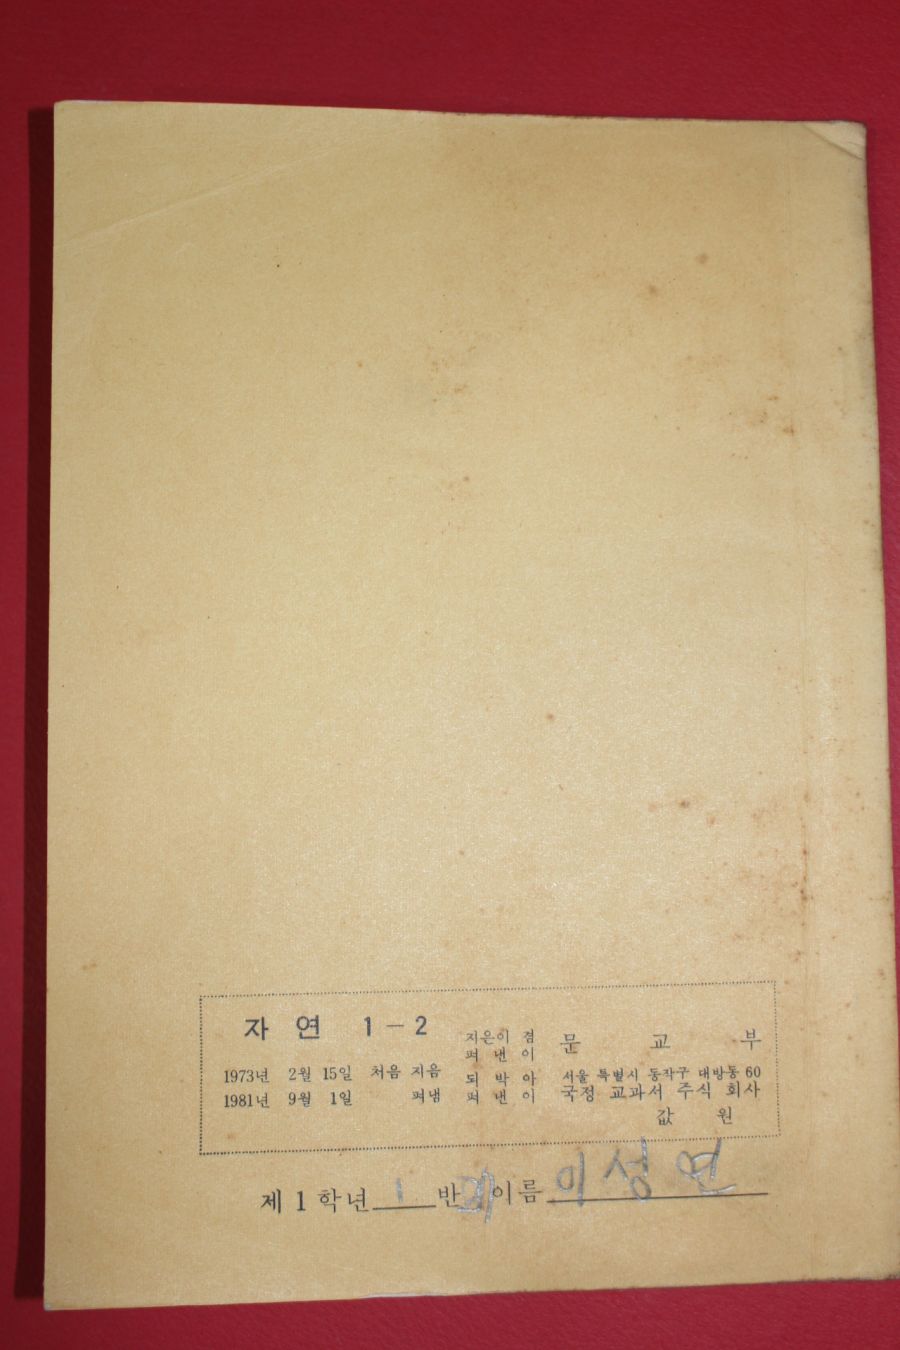 자 연 1-2
1973년 2월 15일 처음 지음
1981년 9월 1일 펴냄
지은이 겸 펴 낸 이 문 교 부
되 박 아 펴 낸 이 서울 특별시 동작구 대방동 60 국정 교과서 주식 회사
값 원
제 1 학년 1 반 이름 이성연